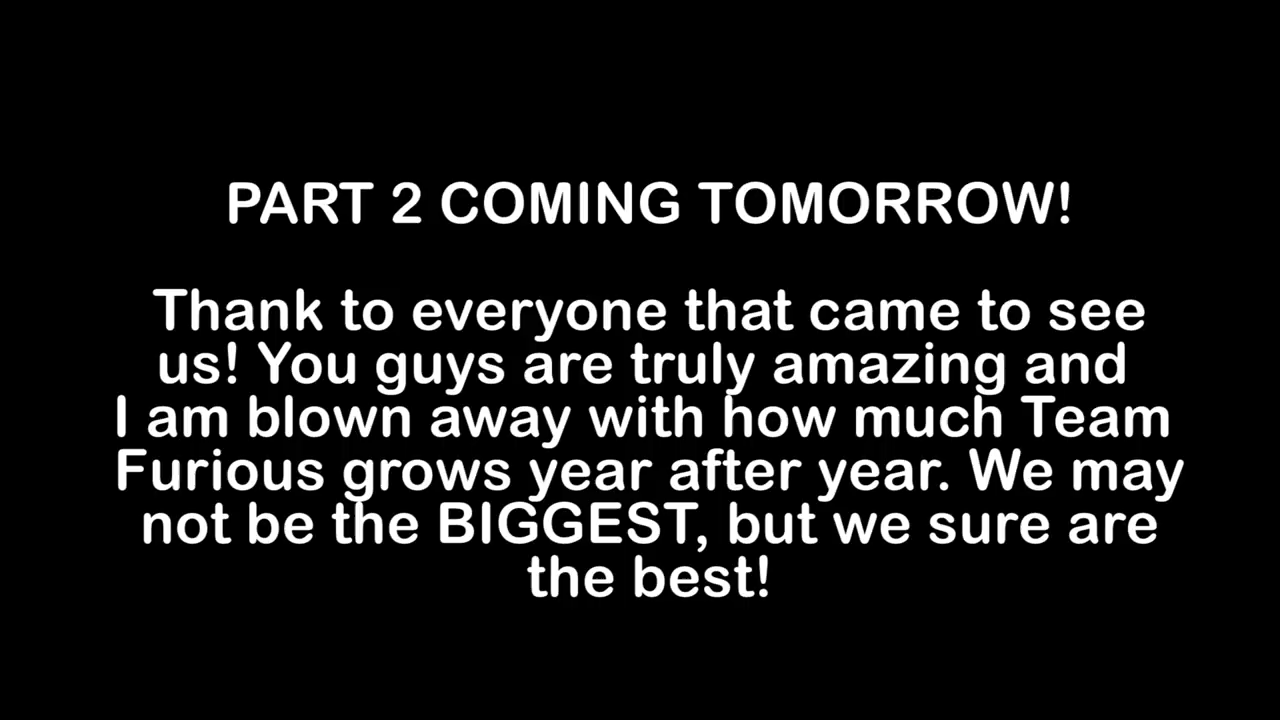 PART 2 COMING TOMORROW!
Thank to everyone that came to see
us! You guys are truly amazing and
I am blown away with how much Team
Furious grows year after year. We may
not be the BIGGEST, but we sure are
the best!